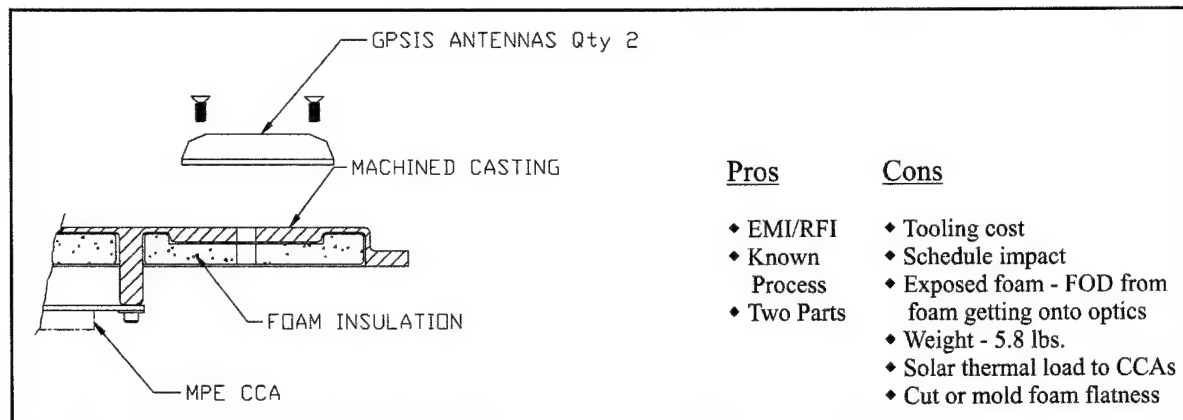 GPSIS ANTENNAS Qty 2
MACHINED CASTING
FOAM INSULATION
MPE CCA
Pros
◆ EMI/RFI
◆ Known
Process
◆ Two Parts
Cons
◆ Tooling cost
◆ Schedule impact
◆ Exposed foam - FOD from
foam getting onto optics
◆ Weight - 5.8 lbs.
◆ Solar thermal load to CCAs
◆ Cut or mold foam flatness